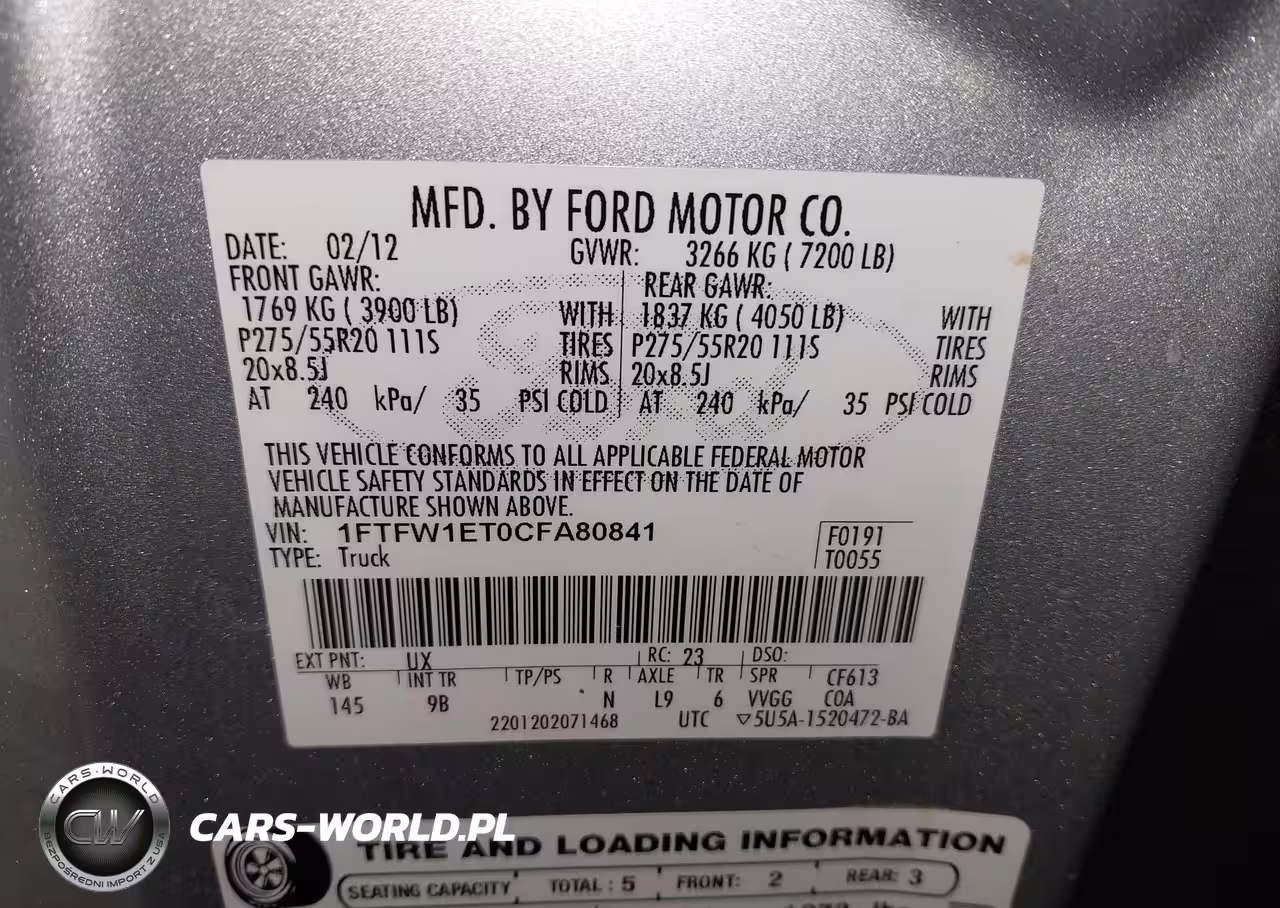 MFD. BY FORD MOTOR CO.
DATE: 02/12 GVWR: 3266 KG ( 7200 LB)
FRONT GAWR: REAR GAWR:
1769 KG ( 3900 LB) WITH 1837 KG ( 4050 LB) WITH
P275/55R20 111S TIRES P275/55R20 111S TIRES
20x8.5J RIMS 20x8.5J RIMS
AT 240 kPa/ 35 PSI COLD AT 240 kPa/ 35 PSI COLD
THIS VEHICLE CONFORMS TO ALL APPLICABLE FEDERAL MOTOR
VEHICLE SAFETY STANDARDS IN EFFECT ON THE DATE OF
MANUFACTURE SHOWN ABOVE.
VIN: 1FTFW1ET0CFA80841 F0191
TYPE: Truck T0055
EXT PNT: UX RC: 23 DSO:
WB INT TR TP/PS R AXLE TR SPR CF613
145 9B N L9 6 VVGG COA
2201202071468 UTC ▽5U5A-1520472-BA
CARS-WORLD
CW
BEZPOŚREDNI IMPORT Z USA
CARS-WORLD.PL
TIRE AND LOADING INFORMATION
SEATING CAPACITY TOTAL : 5 FRONT: 2 REAR: 3